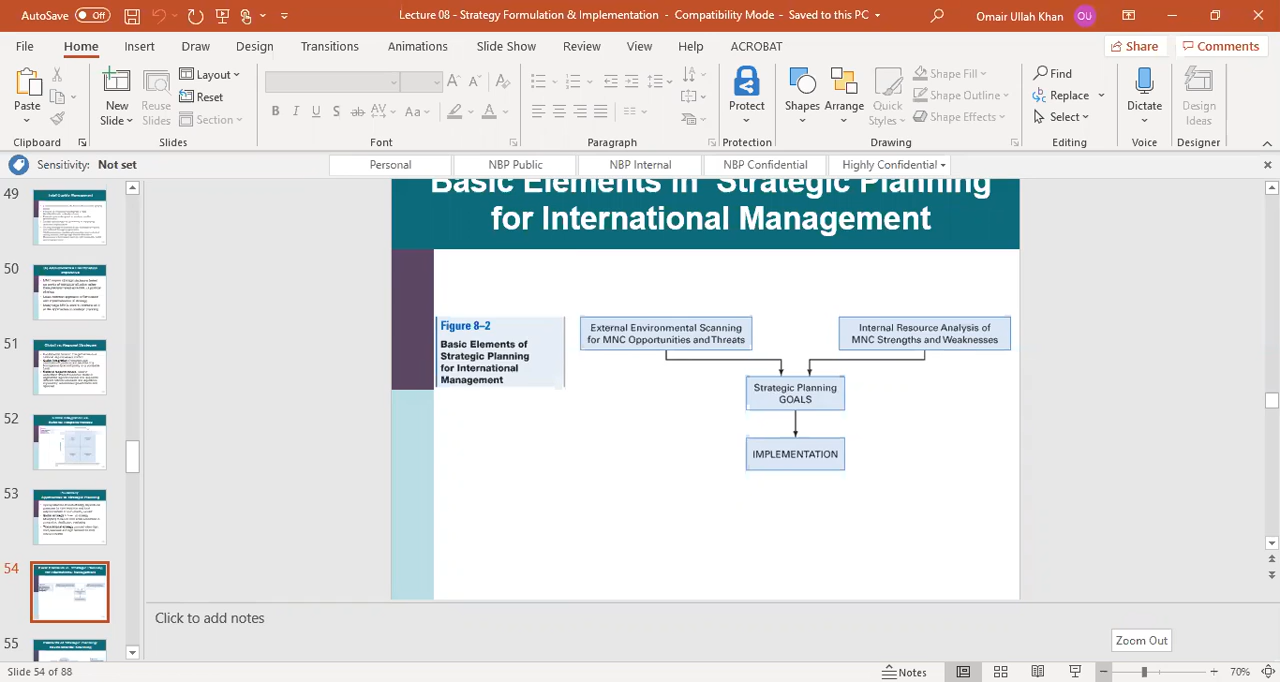 AutoSave Off Lecture 08 - Strategy Formulation & Implementation - Compatibility Mode - Saved to this PC Omair Ullah Khan OU
File Home Insert Draw Design Transitions Animations Slide Show Review View Help ACROBAT Share Comments
Paste New Slide Reuse Slides Layout Reset Section
Protect Shapes Arrange Quick Styles Shape Fill Shape Outline Shape Effects Find Replace Select Dictate Design Ideas
Clipboard Slides Font Paragraph Protection Drawing Editing Voice Designer
Sensitivity: Not set Personal NBP Public NBP Internal NBP Confidential Highly Confidential
49
50
51
52
53
54
55
Basic Elements in Strategic Planning
for International Management
Figure 8–2
Basic Elements of
Strategic Planning
for International
Management
External Environmental Scanning
for MNC Opportunities and Threats
Internal Resource Analysis of
MNC Strengths and Weaknesses
Strategic Planning
GOALS
IMPLEMENTATION
Click to add notes
Zoom Out
Slide 54 of 88 Notes 70%